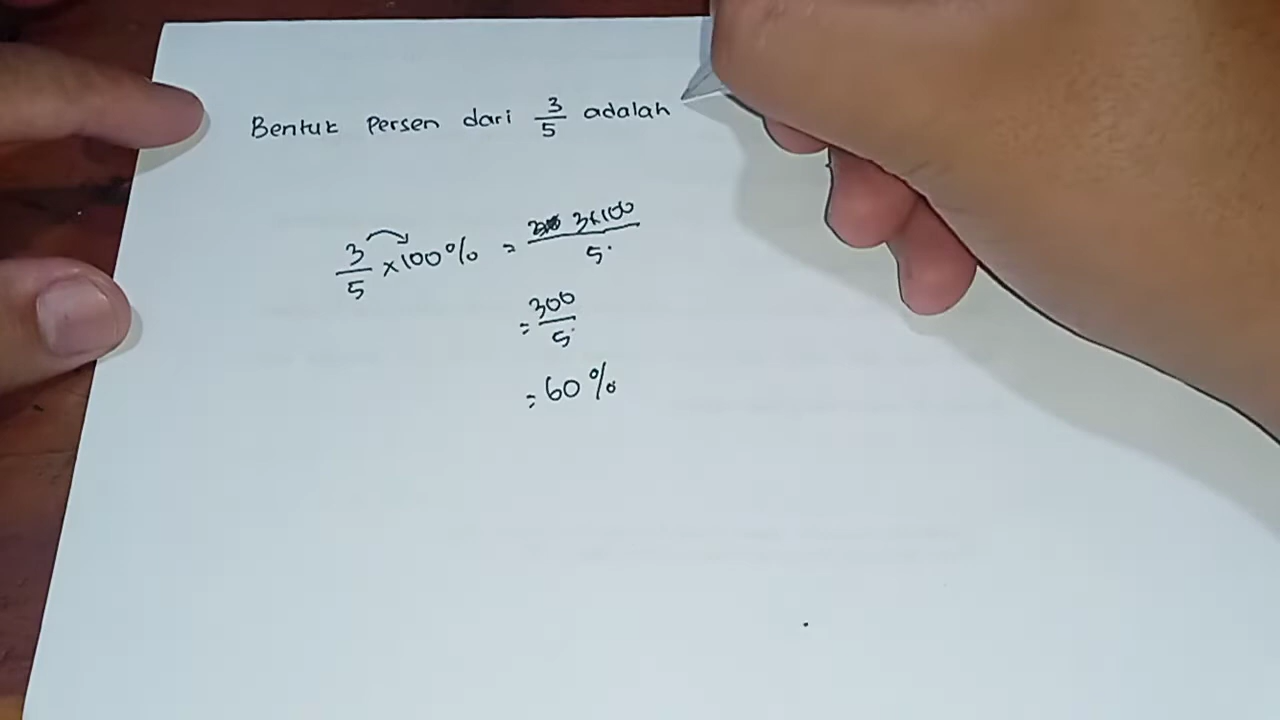 Bentuk Persen dari 3/5 adalah
3/5 x 100% = 3x100/5
= 300/5
= 60%